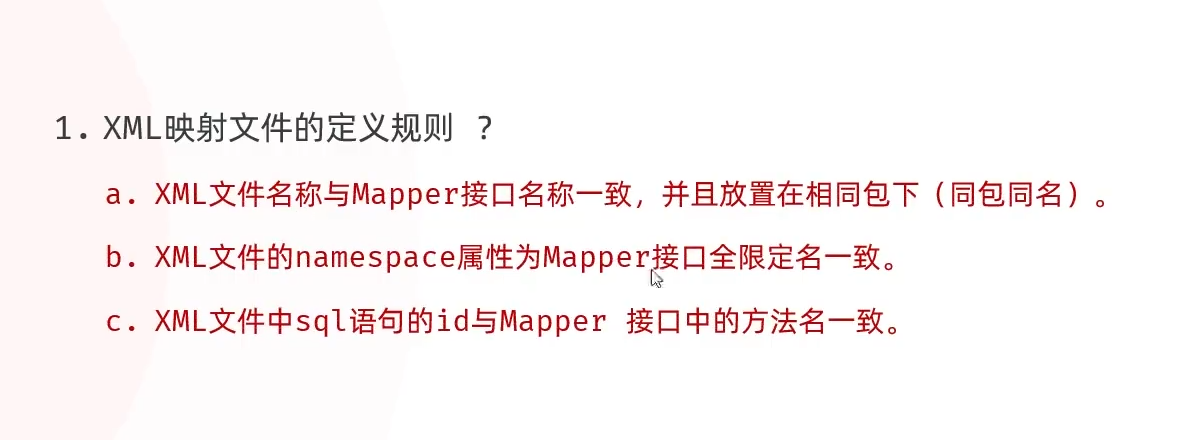 1. XML映射文件的定义规则 ?
a. XML文件名称与Mapper接口名称一致，并且放置在相同包下（同包同名）。
b. XML文件的namespace属性为Mapper接口全限定名一致。
c. XML文件中sql语句的id与Mapper 接口中的方法名一致。